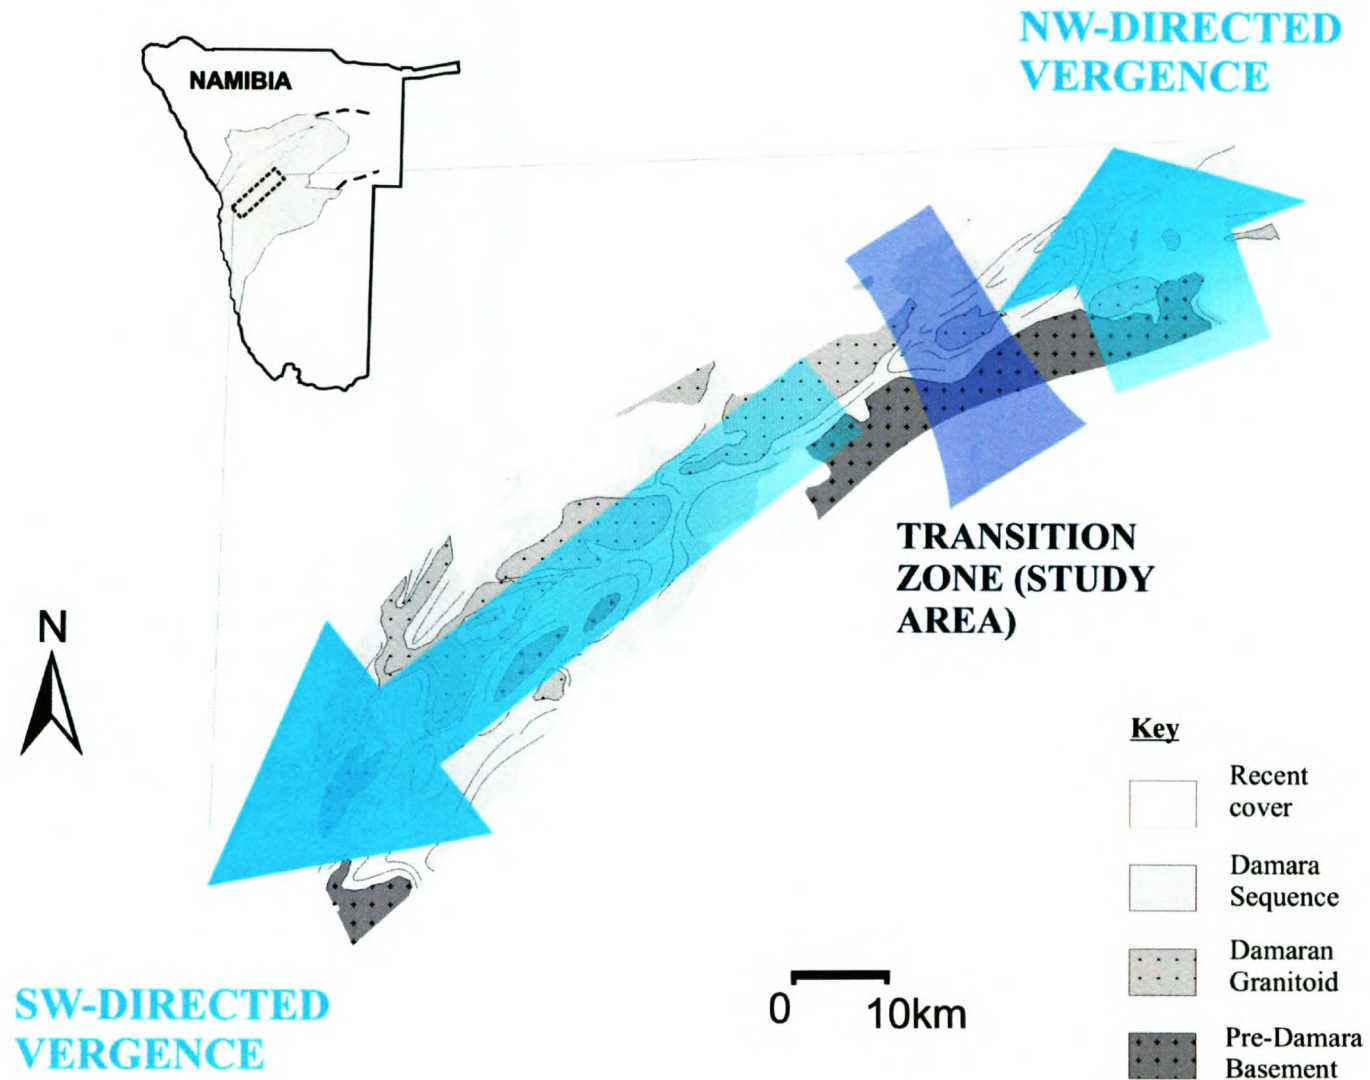 NW-DIRECTED
VERGENCE
NAMIBIA
TRANSITION
ZONE (STUDY
AREA)
N
Key
Recent
cover
Damara
Sequence
Damaran
Granitoid
Pre-Damara
Basement
0 10km
SW-DIRECTED
VERGENCE